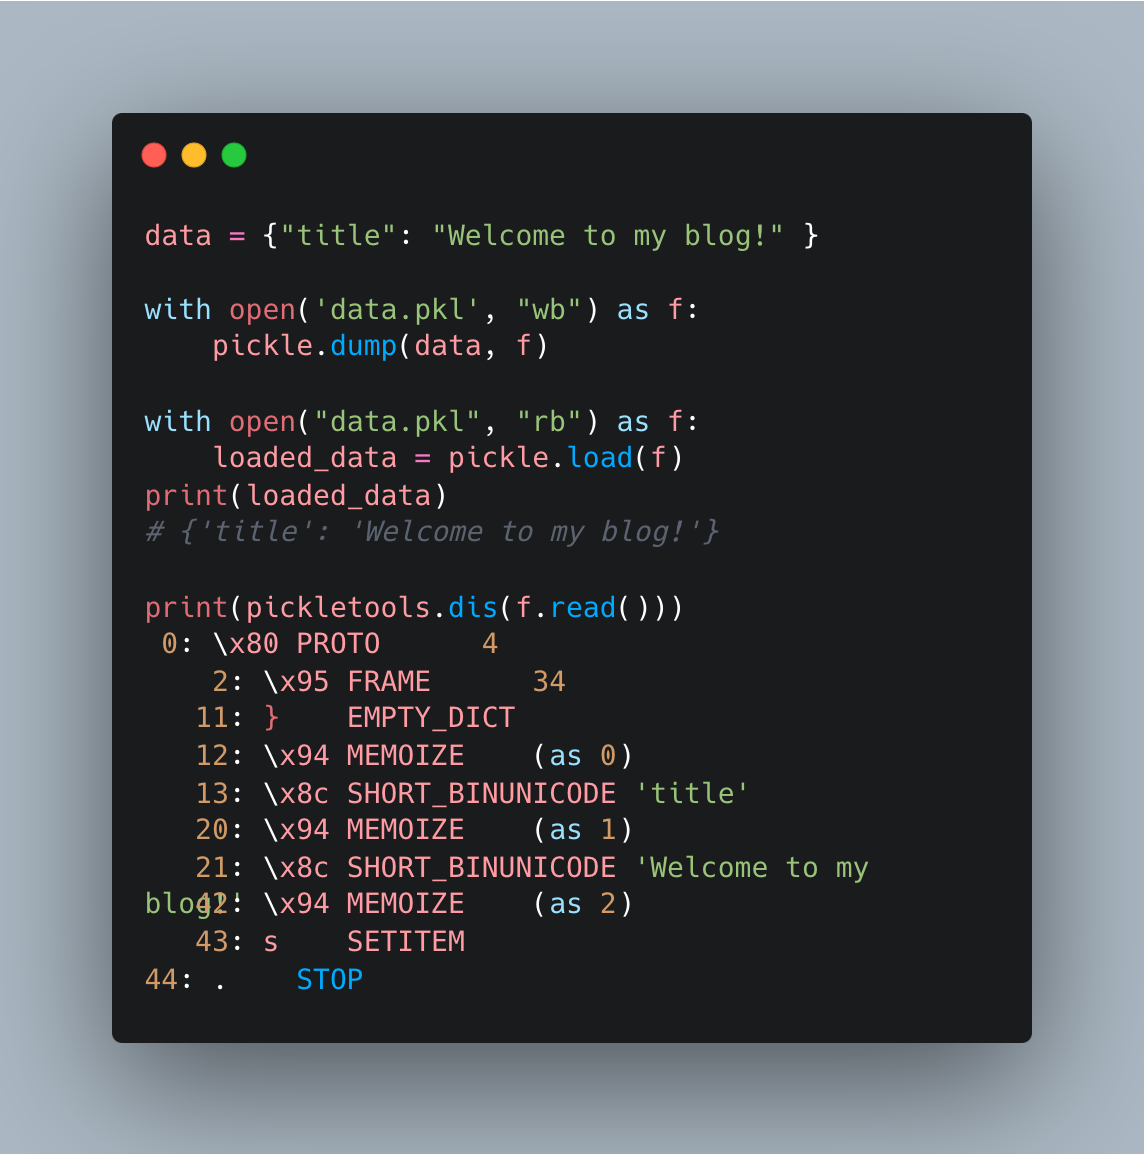 data = {"title": "Welcome to my blog!" }
with open('data.pkl', "wb") as f:
    pickle.dump(data, f)
with open("data.pkl", "rb") as f:
    loaded_data = pickle.load(f)
print(loaded_data)
# {'title': 'Welcome to my blog!'}
print(pickletools.dis(f.read()))
 0: \x80 PROTO      4
    2: \x95 FRAME      34
   11: }    EMPTY_DICT
   12: \x94 MEMOIZE    (as 0)
   13: \x8c SHORT_BINUNICODE 'title'
   20: \x94 MEMOIZE    (as 1)
   21: \x8c SHORT_BINUNICODE 'Welcome to my
blog!'
   42: \x94 MEMOIZE    (as 2)
   43: s    SETITEM
44: .    STOP